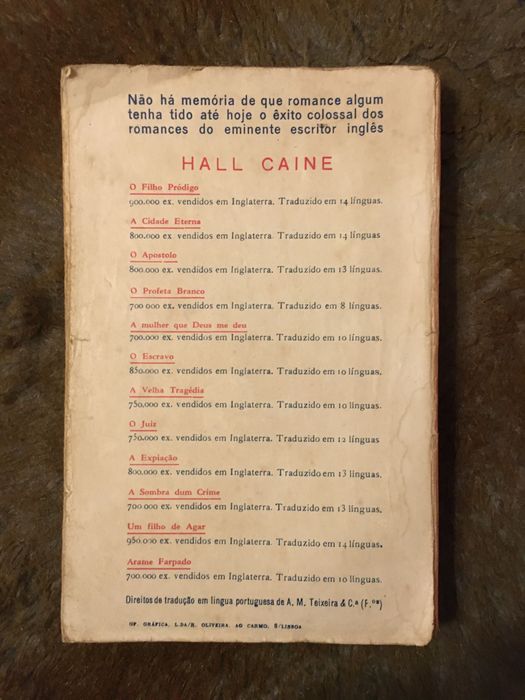 Não há memória de que romance algum
tenha tido até hoje o êxito colossal dos
romances do eminente escritor inglês
HALL CAINE
O Filho Pródigo
900.000 ex. vendidos em Inglaterra. Traduzido em 14 línguas.
A Cidade Eterna
800.000 ex. vendidos em Inglaterra. Traduzido em 14 línguas
O Apostolo
800.000 ex. vendidos em Inglaterra. Traduzido em 13 línguas.
O Profeta Branco
700 000 ex. vendidos em Inglaterra. Traduzido em 8 línguas.
A mulher que Deus me deu
700.000 ex. vendidos em Inglaterra. Traduzido em 10 línguas.
O Escravo
850.000 ex. vendidos em Inglaterra. Traduzido em 10 línguas.
A Velha Tragédia
750.000 ex. vendidos em Inglaterra. Traduzido em 10 línguas.
O Juiz
750.000 ex. vendidos em Inglaterra. Traduzido em 12 línguas
A Expiação
800.000 ex. vendidos em Inglaterra. Traduzido em 13 línguas.
A Sombra dum Crime
700 000 ex. vendidos em Inglaterra. Traduzido em 13 línguas.
Um filho de Agar
950.000 ex. vendidos em Inglaterra. Traduzido em 14 línguas.
Arame Farpado
700.000 ex. vendidos em Inglaterra. Traduzido em 10 línguas.
Direitos de tradução em língua portuguesa de A. M. Teixeira & C.ª (F.ºs)
OF. GRÁFICA, L.DA/R. OLIVEIRA, AO CARMO, 8/LISBOA